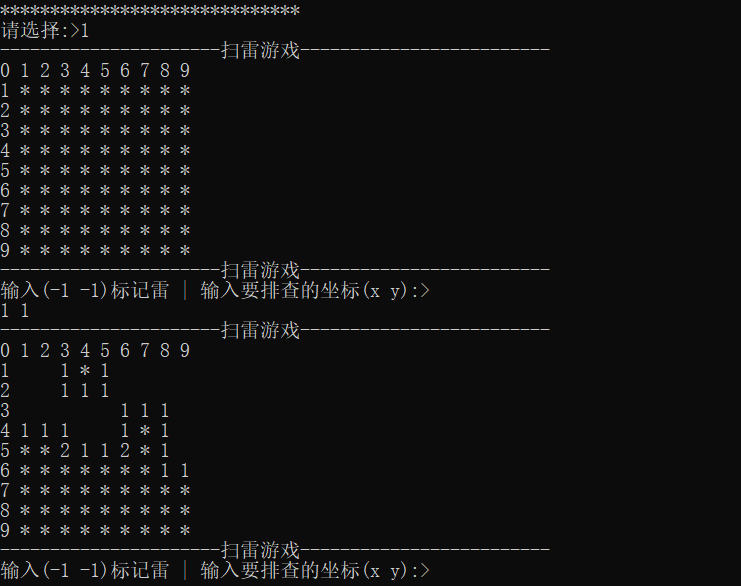 ******************************
请选择:>1
----------------------扫雷游戏-------------------------
0 1 2 3 4 5 6 7 8 9
1 * * * * * * * * *
2 * * * * * * * * *
3 * * * * * * * * *
4 * * * * * * * * *
5 * * * * * * * * *
6 * * * * * * * * *
7 * * * * * * * * *
8 * * * * * * * * *
9 * * * * * * * * *
----------------------扫雷游戏-------------------------
输入(-1 -1)标记雷 | 输入要排查的坐标(x y):>
1 1
----------------------扫雷游戏-------------------------
0 1 2 3 4 5 6 7 8 9
1     1 * 1
2     1 1 1
3           1 1 1
4 1 1 1     1 * 1
5 * * 2 1 1 2 * 1
6 * * * * * * * 1 1
7 * * * * * * * * *
8 * * * * * * * * *
9 * * * * * * * * *
----------------------扫雷游戏-------------------------
输入(-1 -1)标记雷 | 输入要排查的坐标(x y):>